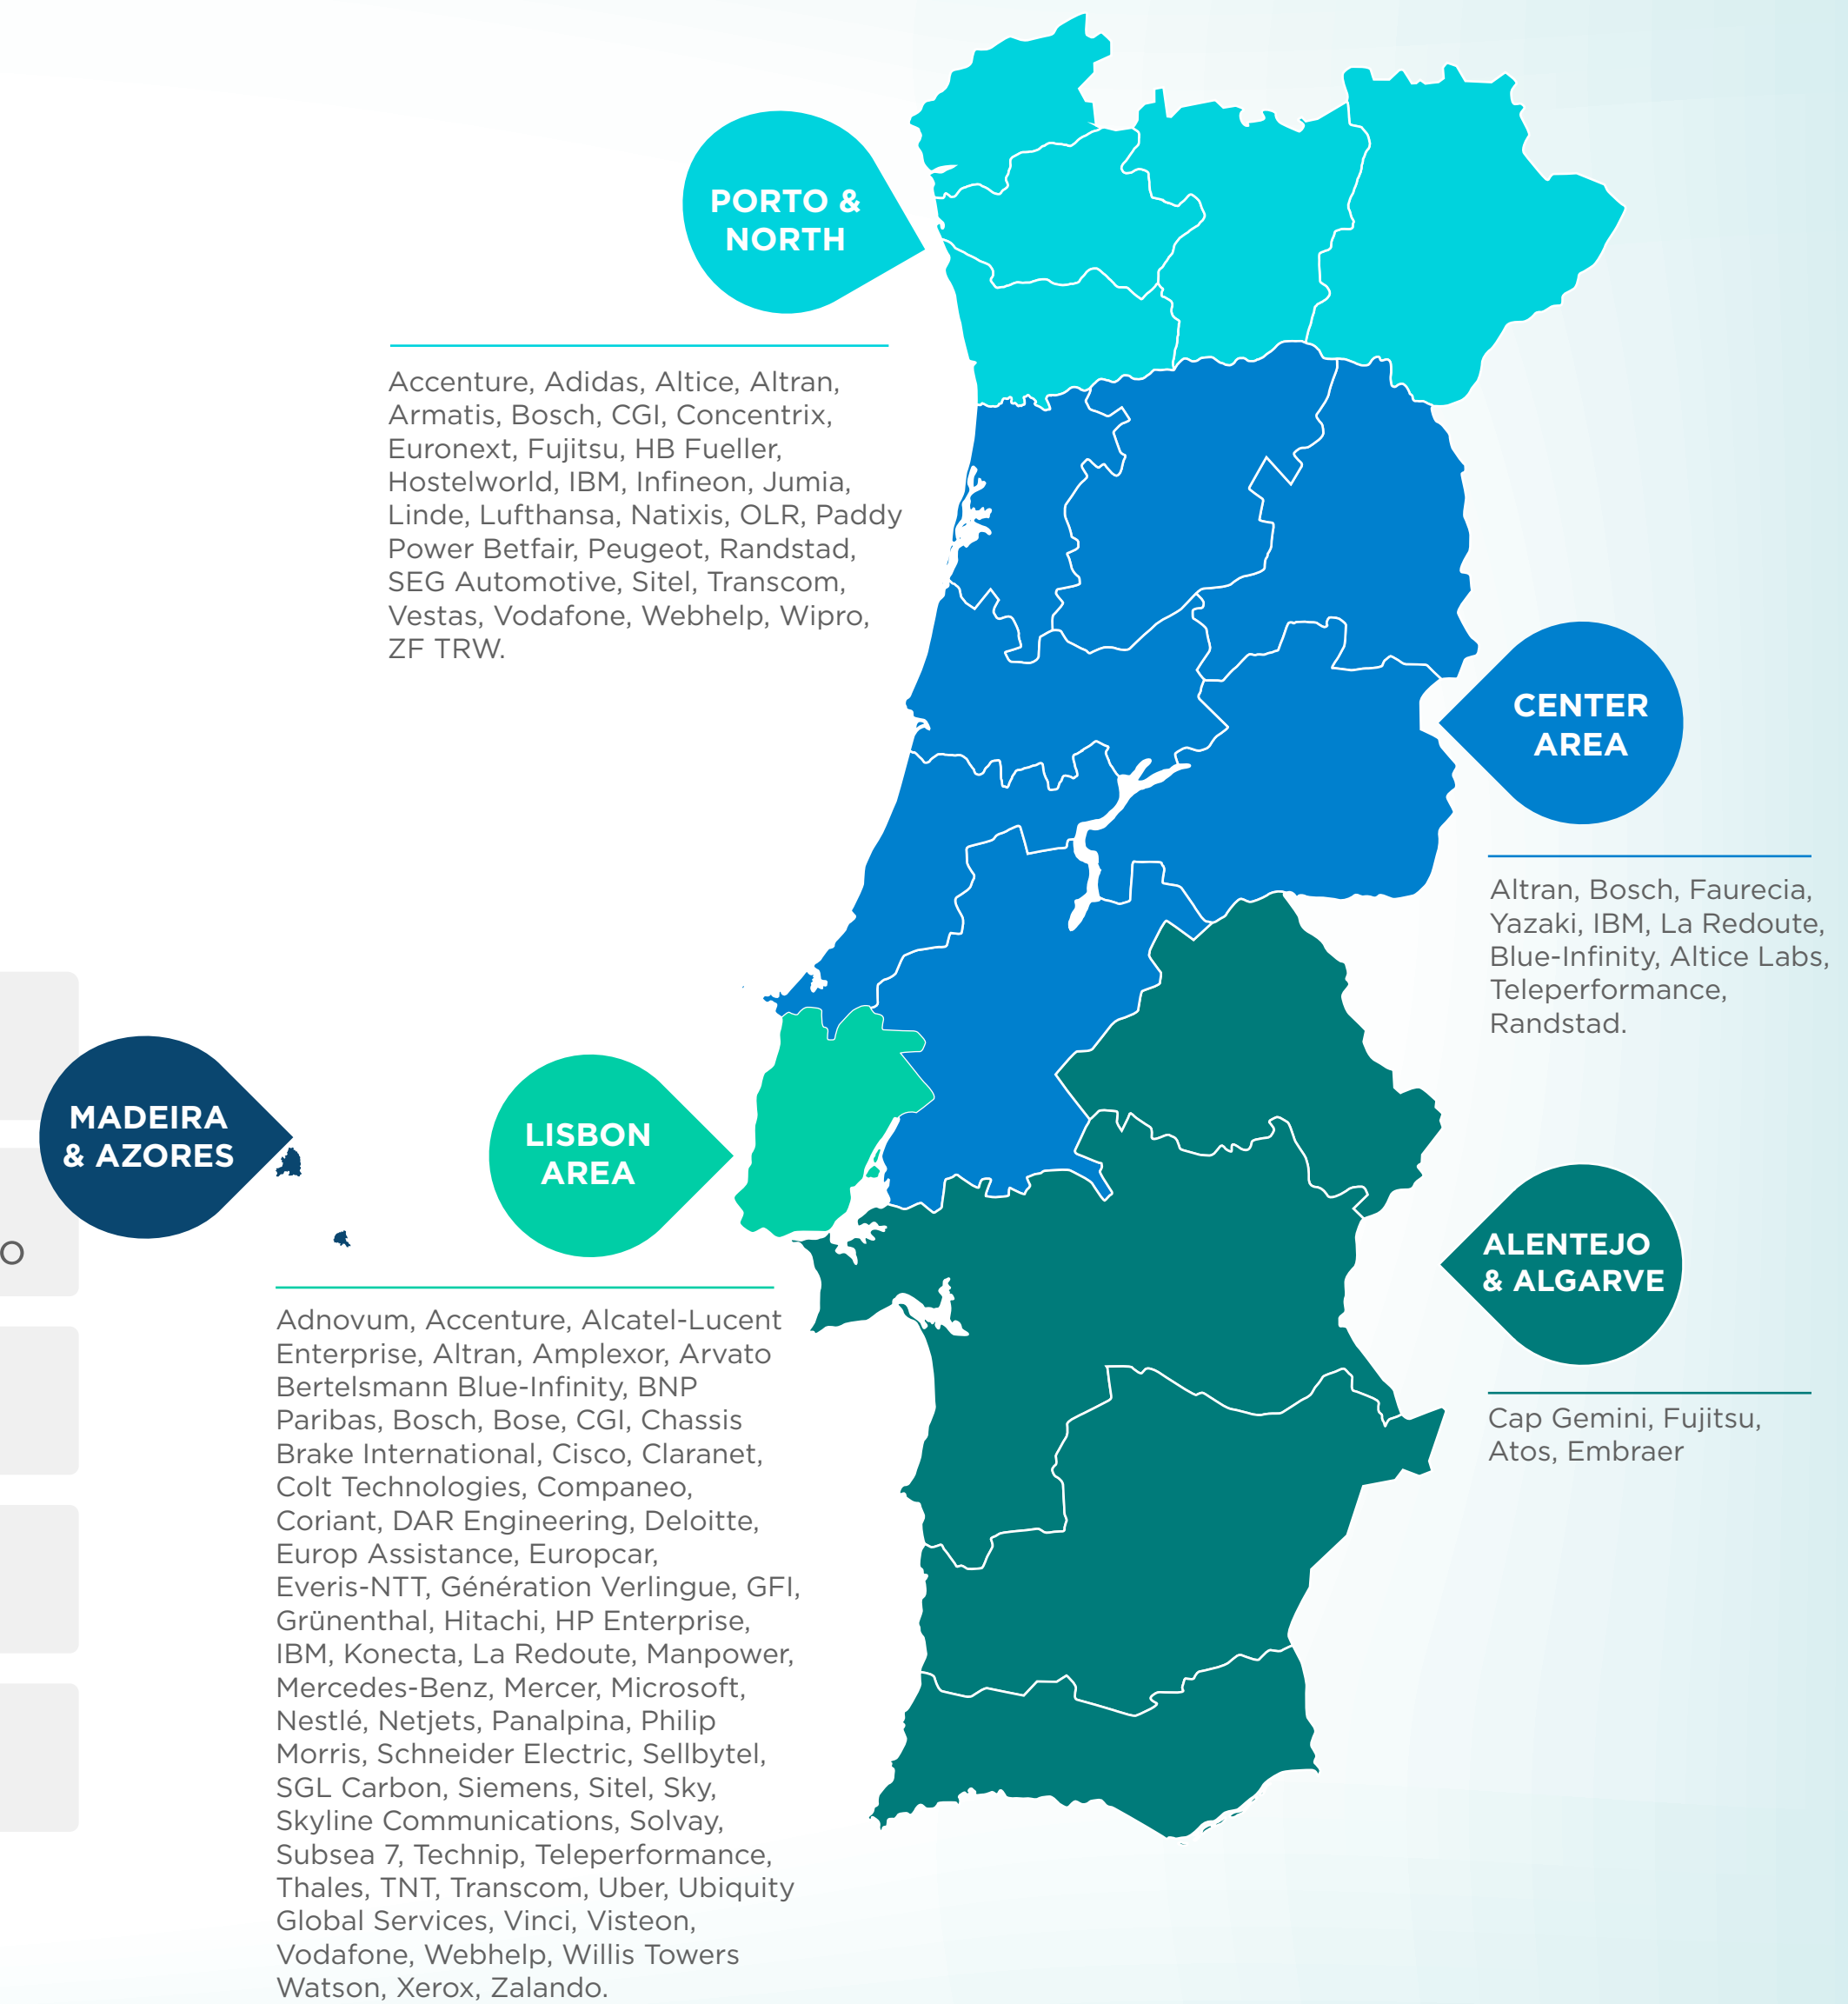 PORTO &
NORTH
Accenture, Adidas, Altice, Altran,
Armatis, Bosch, CGI, Concentrix,
Euronext, Fujitsu, HB Fueller,
Hostelworld, IBM, Infineon, Jumia,
Linde, Lufthansa, Natixis, OLR, Paddy
Power Betfair, Peugeot, Randstad,
SEG Automotive, Sitel, Transcom,
Vestas, Vodafone, Webhelp, Wipro,
ZF TRW.
CENTER
AREA
Altran, Bosch, Faurecia,
Yazaki, IBM, La Redoute,
Blue-Infinity, Altice Labs,
Teleperformance,
Randstad.
MADEIRA
& AZORES
O
LISBON
AREA
Adnovum, Accenture, Alcatel-Lucent
Enterprise, Altran, Amplexor, Arvato
Bertelsmann Blue-Infinity, BNP
Paribas, Bosch, Bose, CGI, Chassis
Brake International, Cisco, Claranet,
Colt Technologies, Companeo,
Coriant, DAR Engineering, Deloitte,
Europ Assistance, Europcar,
Everis-NTT, Génération Verlingue, GFI,
Grünenthal, Hitachi, HP Enterprise,
IBM, Konecta, La Redoute, Manpower,
Mercedes-Benz, Mercer, Microsoft,
Nestlé, Netjets, Panalpina, Philip
Morris, Schneider Electric, Sellbytel,
SGL Carbon, Siemens, Sitel, Sky,
Skyline Communications, Solvay,
Subsea 7, Technip, Teleperformance,
Thales, TNT, Transcom, Uber, Ubiquity
Global Services, Vinci, Visteon,
Vodafone, Webhelp, Willis Towers
Watson, Xerox, Zalando.
ALENTEJO
& ALGARVE
Cap Gemini, Fujitsu,
Atos, Embraer